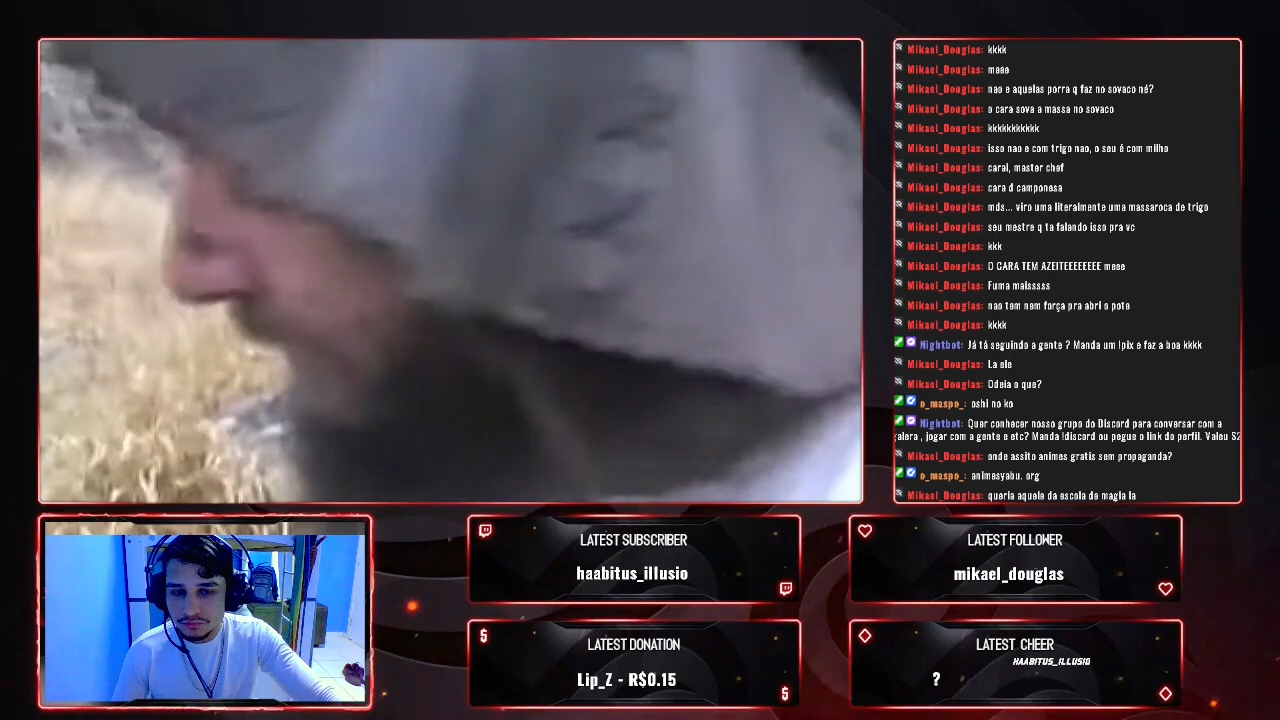 Mikael_Douglas: kkkk
Mikael_Douglas: meee
Mikael_Douglas: nao e aquelas porra q faz no sovaco né?
Mikael_Douglas: o cara sova a massa no sovaco
Mikael_Douglas: kkkkkkkkkkk
Mikael_Douglas: isso nao e com trigo nao, o seu é com milho
Mikael_Douglas: caral, master chef
Mikael_Douglas: cara d camponesa
Mikael_Douglas: mds... viro uma literalmente uma massaroca de trigo
Mikael_Douglas: seu mestre q ta falando isso pra vc
Mikael_Douglas: kkk
Mikael_Douglas: O CARA TEM AZEITEEEEEEEE meee
Mikael_Douglas: Fuma malsssss
Mikael_Douglas: nao tem nem força pra abri o pote
Mikael_Douglas: kkkk
Nightbot: Já tá seguindo a gente ? Manda um !pix e faz a boa kkkk
Mikael_Douglas: La ele
Mikael_Douglas: Odeia o que?
o_maspo_: oshi no ko
Nightbot: Quer conhecer nosso grupo do Discord para conversar com a
alera , jogar com a gente e etc? Manda !discord ou pegue o link do perfil. Valeu S2
Mikael_Douglas: onde assito animes gratis sem propaganda?
o_maspo_: animesyabu. org
Mikael_Douglas: queria aquele da escola de magia la
LATEST SUBSCRIBER
haabitus_illusio
LATEST FOLLOWER
mikael_douglas
LATEST DONATION
Lip_Z - R$0.15
LATEST CHEER
HAABITUS_ILLUSIO
?